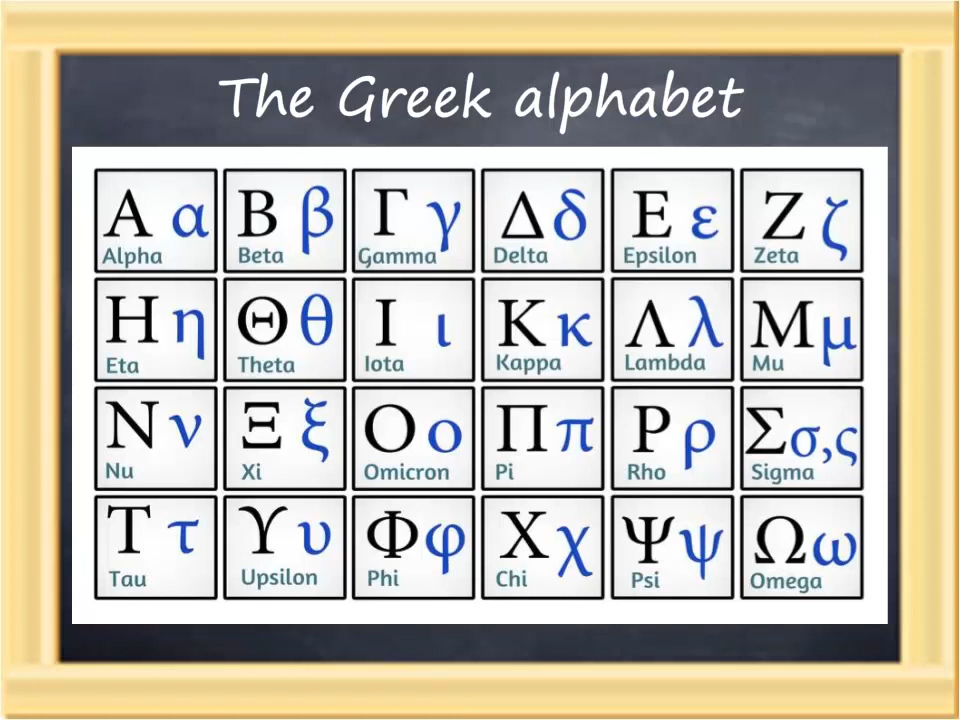 The Greek alphabet
Α α Β β Γ γ Δ δ Ε ε Ζ ζ
Alpha Beta Gamma Delta Epsilon Zeta
Η η Θ θ Ι ι Κ κ Λ λ Μ μ
Eta Theta Iota Kappa Lambda Mu
Ν ν Ξ ξ Ο ο Π π Ρ ρ Σ σ,ς
Nu Xi Omicron Pi Rho Sigma
Τ τ ϒ υ Φ φ Χ χ Ψ ψ Ω ω
Tau Upsilon Phi Chi Psi Omega